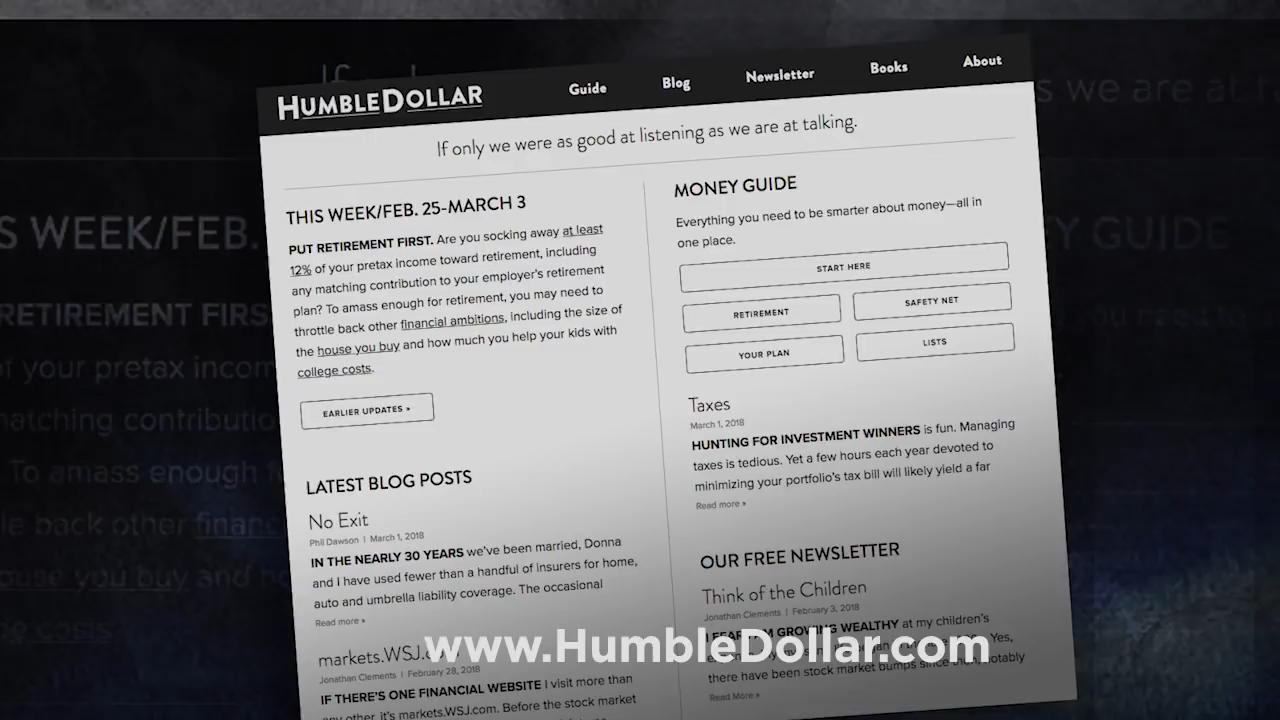 HUMBLEDOLLAR
Guide
Blog
Newsletter
Books
About
If only we were as good at listening as we are at talking.
THIS WEEK/FEB. 25-MARCH 3
PUT RETIREMENT FIRST. Are you socking away at least
12% of your pretax income toward retirement, including
any matching contribution to your employer's retirement
plan? To amass enough for retirement, you may need to
throttle back other financial ambitions, including the size of
the house you buy and how much you help your kids with
college costs.
EARLIER UPDATES »
LATEST BLOG POSTS
No Exit
Phil Dawson | March 1, 2018
IN THE NEARLY 30 YEARS we've been married, Donna
and I have used fewer than a handful of insurers for home,
auto and umbrella liability coverage. The occasional
Read more »
markets.WSJ.
Jonathan Clements | February 28, 2018
IF THERE'S ONE FINANCIAL WEBSITE I visit more than
any other, it's markets.WSJ.com. Before the stock market
MONEY GUIDE
Everything you need to be smarter about money—all in
one place.
START HERE
RETIREMENT
SAFETY NET
YOUR PLAN
LISTS
Taxes
March 1, 2018
HUNTING FOR INVESTMENT WINNERS is fun. Managing
taxes is tedious. Yet a few hours each year devoted to
minimizing your portfolio's tax bill will likely yield a far
Read more »
OUR FREE NEWSLETTER
Think of the Children
Jonathan Clements | February 3, 2018
I FEAR I'M GROWING WEALTHY at my children's
Yes,
there have been stock market bumps since then, notably
Read More »
www.HumbleDollar.com